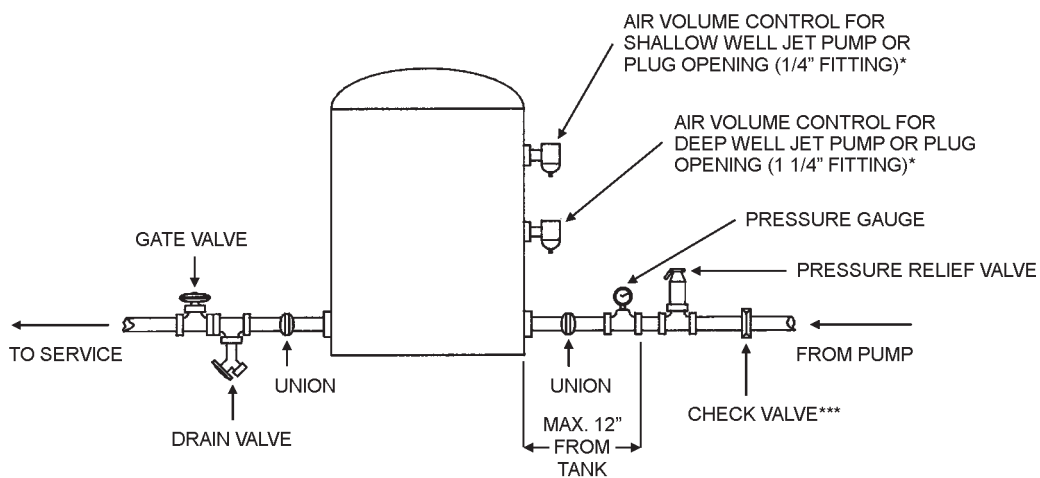 AIR VOLUME CONTROL FOR
SHALLOW WELL JET PUMP OR
PLUG OPENING (1/4” FITTING)*
AIR VOLUME CONTROL FOR
DEEP WELL JET PUMP OR PLUG
OPENING (1 1/4” FITTING)*
PRESSURE GAUGE
GATE VALVE
PRESSURE RELIEF VALVE
TO SERVICE
FROM PUMP
UNION
UNION
CHECK VALVE***
DRAIN VALVE
MAX. 12”
FROM
TANK